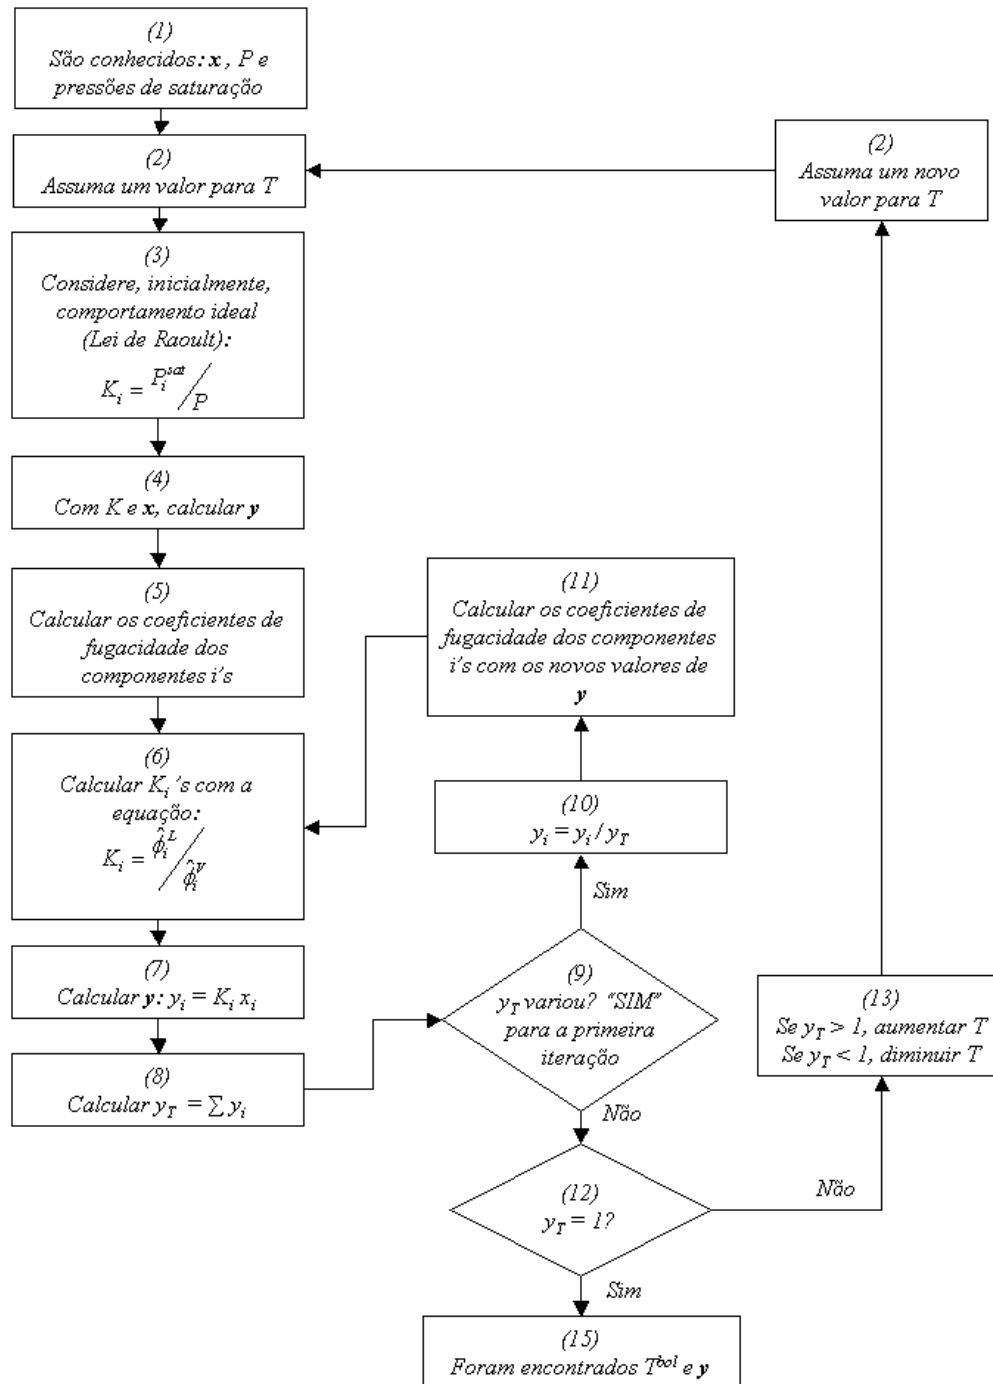 (1)
São conhecidos: x , P e
pressões de saturação
(2)
Assuma um valor para T
(3)
Considere, inicialmente,
comportamento ideal
(Lei de Raoult):
K_i = P_i^sat / P
(4)
Com K e x, calcular y
(5)
Calcular os coeficientes de
fugacidade dos
componentes i's
(6)
Calcular K_i 's com a
equação:
K_i = ϕ̂_i^L / ϕ̂_i^V
(7)
Calcular y: y_i = K_i x_i
(8)
Calcular y_T = ∑ y_i
(9)
y_T variou? "SIM"
para a primeira
iteração
Sim
(10)
y_i = y_i / y_T
(11)
Calcular os coeficientes de
fugacidade dos componentes
i's com os novos valores de
y
Não
(12)
y_T = 1?
Não
(13)
Se y_T > 1, aumentar T
Se y_T < 1, diminuir T
(2)
Assuma um novo
valor para T
Sim
(15)
Foram encontrados T^bol e y